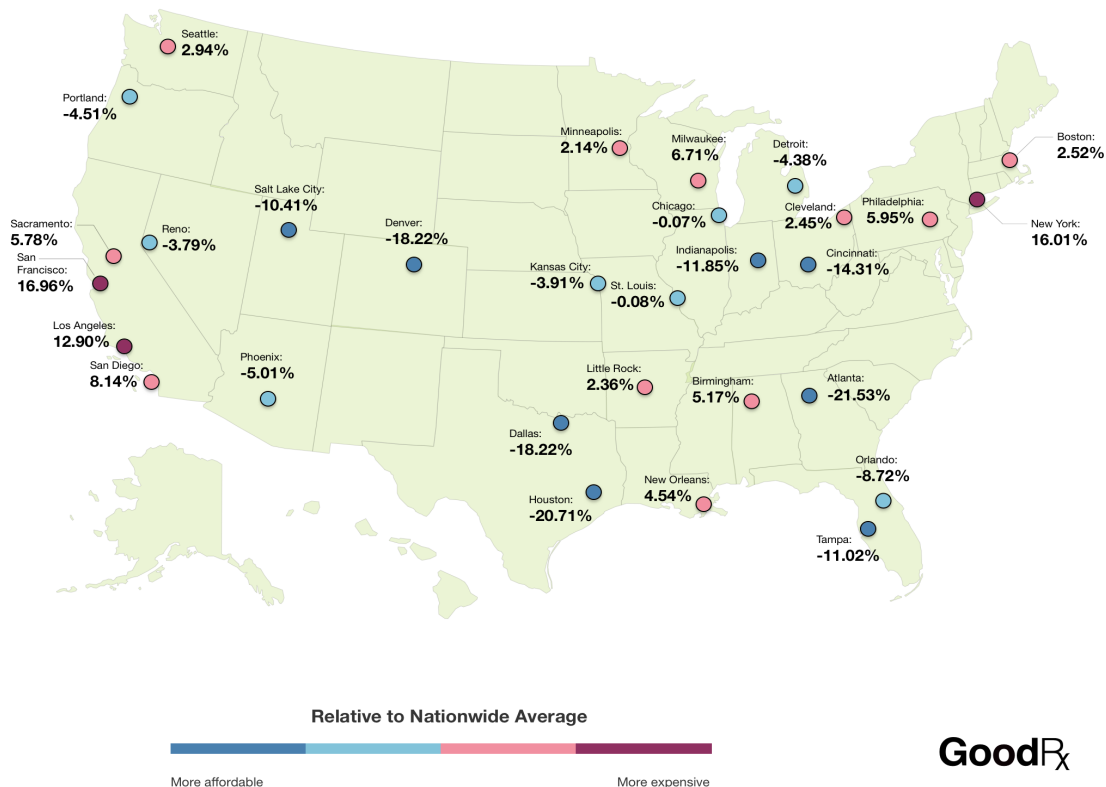 Seattle:
2.94%
Portland:
-4.51%
Minneapolis:
2.14%
Milwaukee:
6.71%
Detroit:
-4.38%
Boston:
2.52%
Salt Lake City:
-10.41%
Denver:
-18.22%
Chicago:
-0.07%
Cleveland:
2.45%
Philadelphia:
5.95%
New York:
16.01%
Sacramento:
5.78%
Reno:
-3.79%
San
Francisco:
16.96%
Kansas City:
-3.91%
St. Louis:
-0.08%
Indianapolis:
-11.85%
Cincinnati:
-14.31%
Los Angeles:
12.90%
San Diego:
8.14%
Phoenix:
-5.01%
Little Rock:
2.36%
Birmingham:
5.17%
Atlanta:
-21.53%
Dallas:
-18.22%
Houston:
-20.71%
New Orleans:
4.54%
Orlando:
-8.72%
Tampa:
-11.02%
Relative to Nationwide Average
More affordable
More expensive
GoodRx